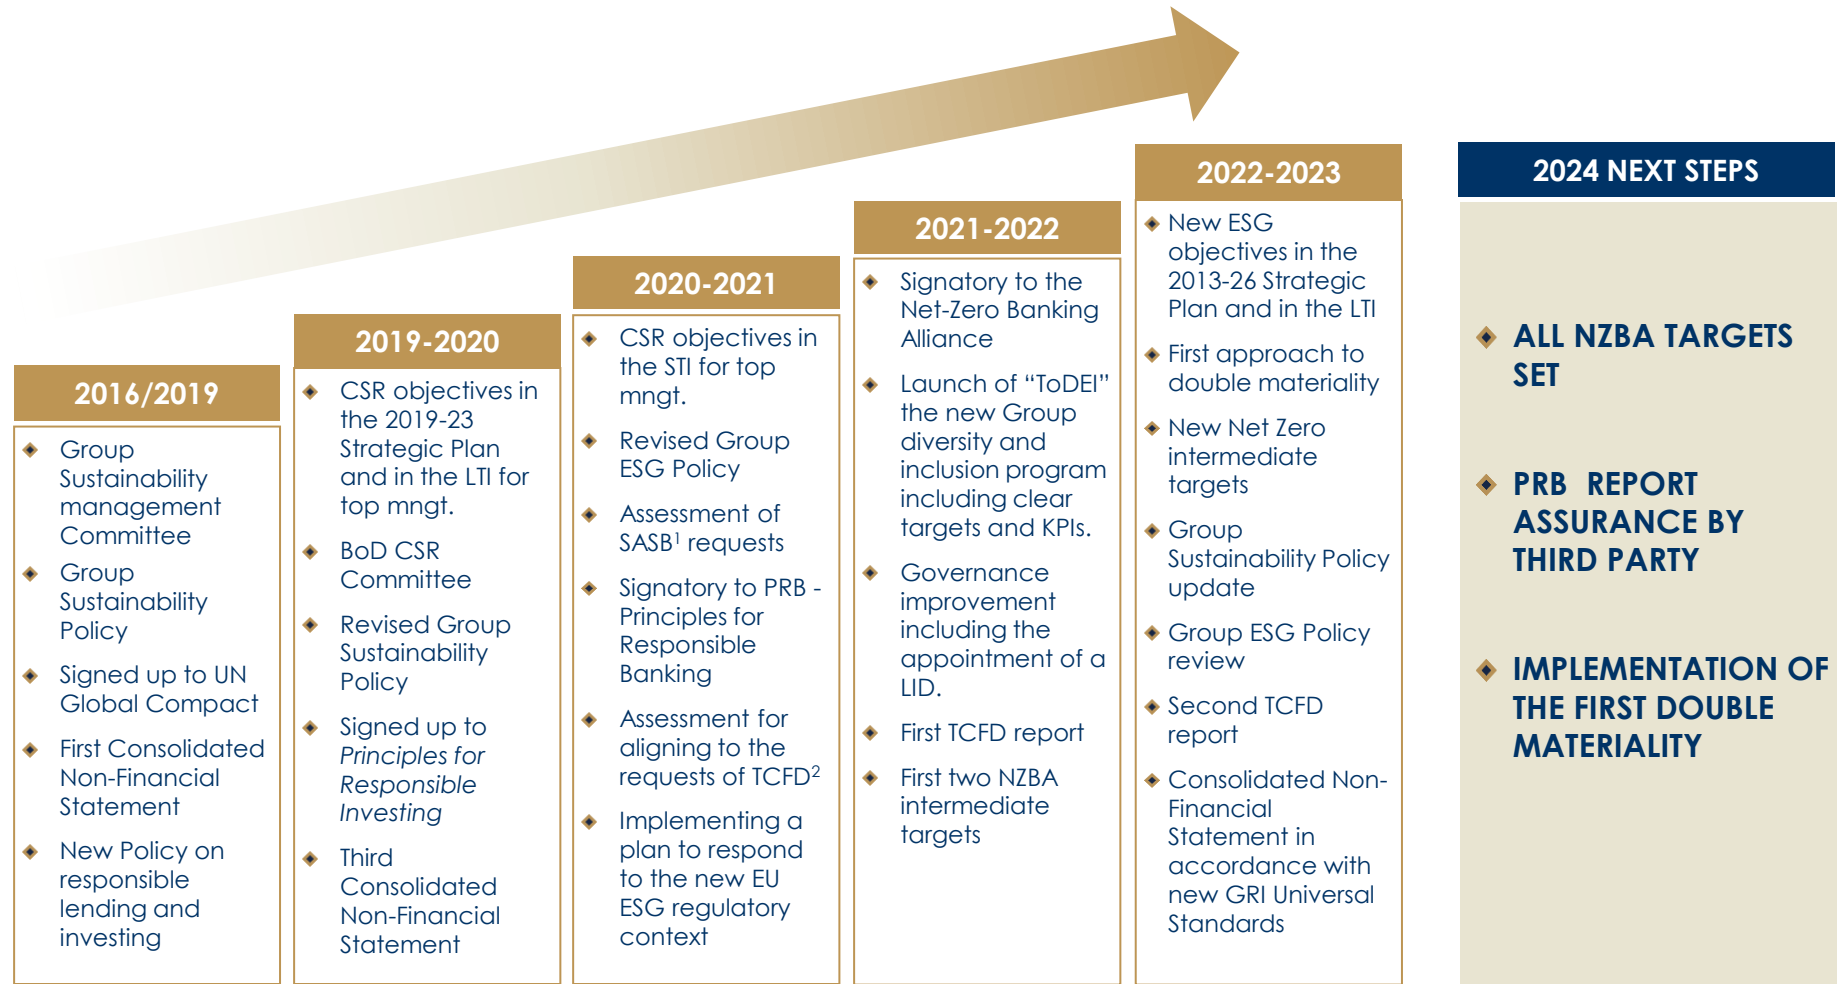 2016/2019
Group
Sustainability
management
Committee
Group
Sustainability
Policy
Signed up to UN
Global Compact
First Consolidated
Non-Financial
Statement
New Policy on
responsible
lending and
investing
2019-2020
CSR objectives in
the 2019-23
Strategic Plan
and in the LTI for
top mngt.
BoD CSR
Committee
Revised Group
Sustainability
Policy
Signed up to
Principles for
Responsible
Investing
Third
Consolidated
Non-Financial
Statement
2020-2021
CSR objectives in
the STI for top
mngt.
Revised Group
ESG Policy
Assessment of
SASB¹ requests
Signatory to PRB -
Principles for
Responsible
Banking
Assessment for
aligning to the
requests of TCFD²
Implementing a
plan to respond
to the new EU
ESG regulatory
context
2021-2022
Signatory to the
Net-Zero Banking
Alliance
Launch of “ToDEI”
the new Group
diversity and
inclusion program
including clear
targets and KPIs.
Governance
improvement
including the
appointment of a
LID.
First TCFD report
First two NZBA
intermediate
targets
2022-2023
New ESG
objectives in the
2013-26 Strategic
Plan and in the LTI
First approach to
double materiality
New Net Zero
intermediate
targets
Group
Sustainability Policy
update
Group ESG Policy
review
Second TCFD
report
Consolidated Non-
Financial
Statement in
accordance with
new GRI Universal
Standards
2024 NEXT STEPS
ALL NZBA TARGETS
SET
PRB REPORT
ASSURANCE BY
THIRD PARTY
IMPLEMENTATION OF
THE FIRST DOUBLE
MATERIALITY